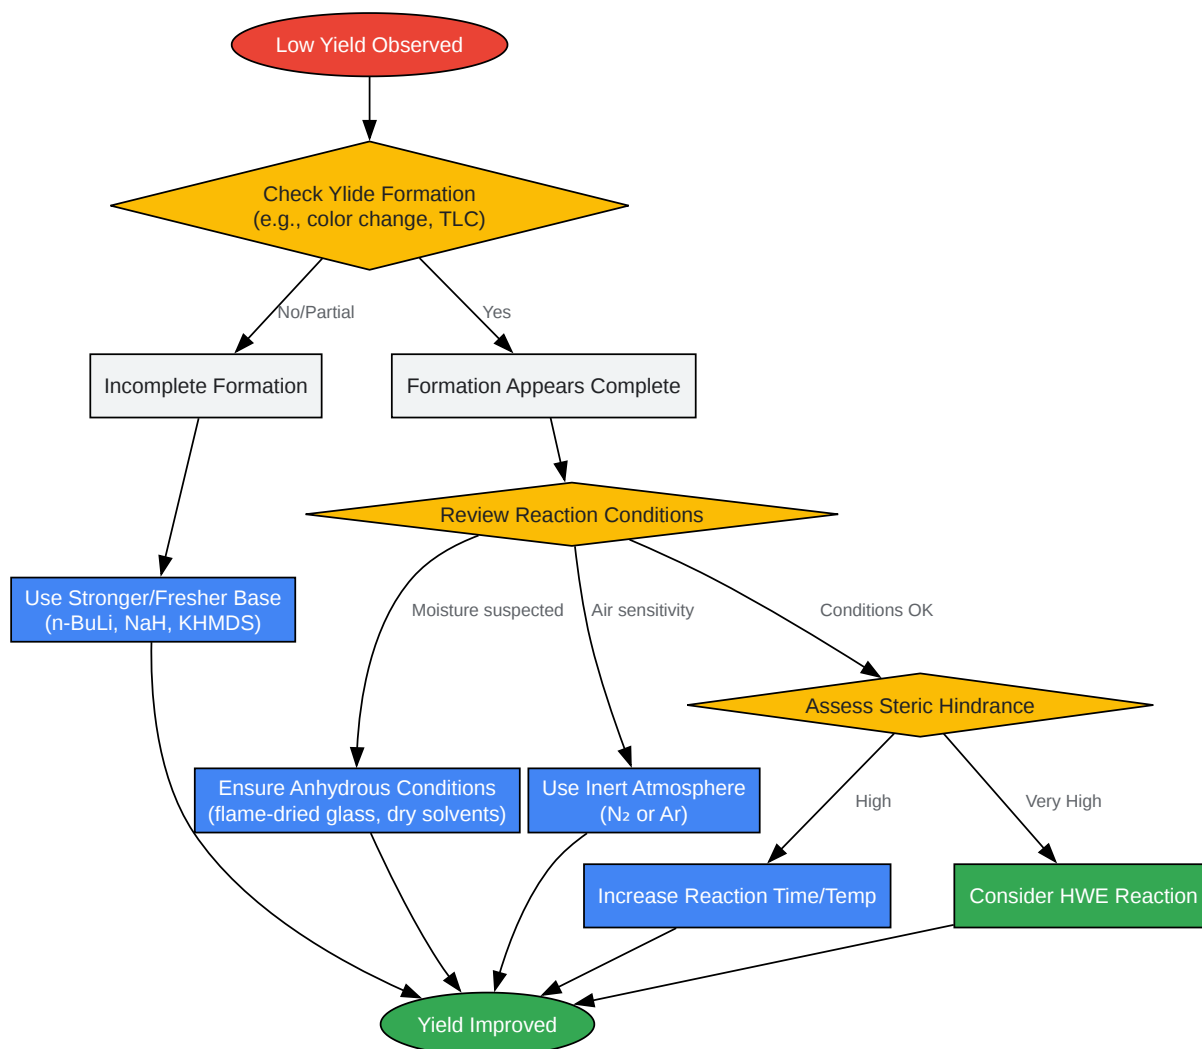 Low Yield Observed
Check Ylide Formation
(e.g., color change, TLC)
No/Partial
Yes
Incomplete Formation
Formation Appears Complete
Review Reaction Conditions
Use Stronger/Fresher Base
(n-BuLi, NaH, KHMDS)
Moisture suspected
Air sensitivity
Conditions OK
Assess Steric Hindrance
Ensure Anhydrous Conditions
(flame-dried glass, dry solvents)
Use Inert Atmosphere
(N₂ or Ar)
High
Very High
Increase Reaction Time/Temp
Consider HWE Reaction
Yield Improved